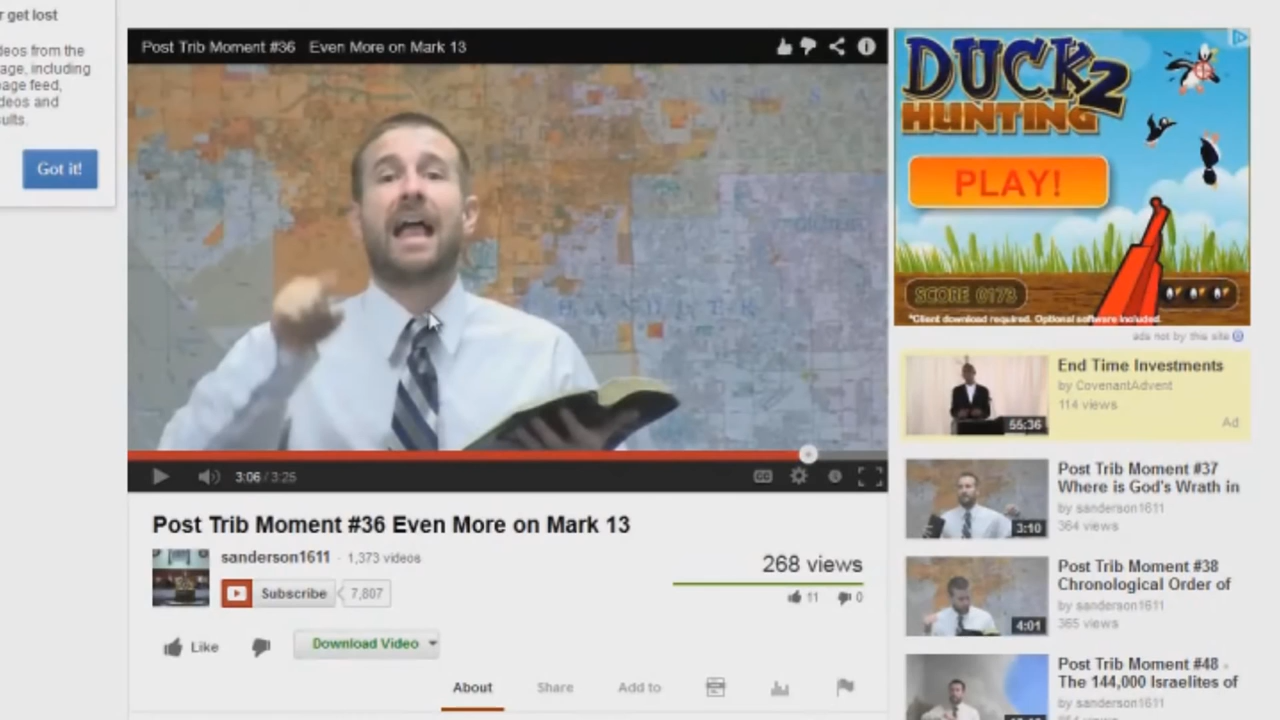 r get lost
deos from the
age, including
page feed,
deos and
sults.
Got it!
Post Trib Moment #36 Even More on Mark 13
3:06 / 3:25
CC
Post Trib Moment #36 Even More on Mark 13
sanderson1611 · 1,373 videos
Subscribe
7,807
268 views
11
0
Like
Download Video
About
Share
Add to
DUCK 2
HUNTING
PLAY!
SCORE 0173
*Client download required. Optional software included.
ads not by this site
End Time Investments
by CovenantAdvent
114 views
Ad
55:36
Post Trib Moment #37
Where is God's Wrath in
by sanderson1611
364 views
3:10
Post Trib Moment #38
Chronological Order of
by sanderson1611
365 views
4:01
Post Trib Moment #48 -
The 144,000 Israelites of
by sanderson1611